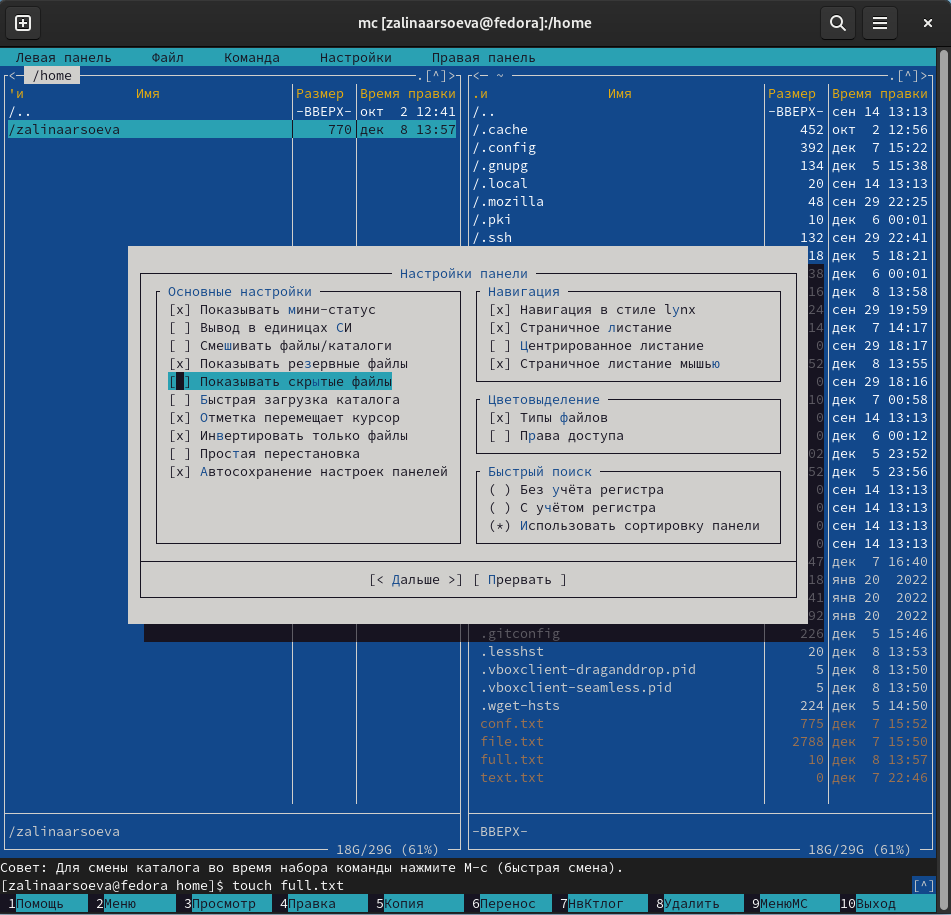 mc [zalinaarsoeva@fedora]:/home
Левая панель Файл Команда Настройки Правая панель
<— /home .[^]> <— ~ .[^]>
'и Имя Размер Время правки .и Имя Размер Время правки
/.. -ВВЕРХ- окт 2 12:41 /.. -ВВЕРХ- сен 14 13:13
/zalinaarsoeva 770 дек 8 13:57 /.cache 452 окт 2 12:56
/.config 392 дек 7 15:22
/.gnupg 134 дек 5 15:38
/.local 20 сен 14 13:13
/.mozilla 48 сен 29 22:25
/.pki 10 дек 6 00:01
/.ssh 132 сен 29 22:41
18 дек 5 18:21
Настройки панели 38 дек 6 00:01
Основные настройки Навигация 16 дек 8 13:58
[x] Показывать мини-статус [x] Навигация в стиле lynx 24 сен 29 19:59
[ ] Вывод в единицах СИ [x] Страничное листание 14 дек 7 14:17
[ ] Смешивать файлы/каталоги [ ] Центрированное листание 0 сен 29 18:17
[x] Показывать резервные файлы [x] Страничное листание мышью 52 дек 8 13:55
[ ] Показывать скрытые файлы 0 сен 29 18:16
[ ] Быстрая загрузка каталога Цветовыделение 10 дек 7 00:58
[x] Отметка перемещает курсор [x] Типы файлов 0 сен 14 13:13
[x] Инвертировать только файлы [ ] Права доступа 0 дек 6 00:12
[ ] Простая перестановка 02 дек 5 23:52
[x] Автосохранение настроек панелей Быстрый поиск 52 дек 5 23:56
( ) Без учёта регистра 0 сен 14 13:13
( ) С учётом регистра 0 сен 14 13:13
(*) Использовать сортировку панели 0 сен 14 13:13
0 сен 14 13:13
47 дек 7 16:40
[< Дальше >] [ Прервать ] 18 янв 20 2022
41 янв 20 2022
92 янв 20 2022
.gitconfig 226 дек 5 15:46
.lesshst 20 дек 8 13:53
.vboxclient-draganddrop.pid 5 дек 8 13:50
.vboxclient-seamless.pid 5 дек 8 13:50
.wget-hsts 224 дек 5 14:50
conf.txt 775 дек 7 15:52
file.txt 2788 дек 7 15:50
full.txt 10 дек 8 13:57
text.txt 0 дек 7 22:46
/zalinaarsoeva -ВВЕРХ-
18G/29G (61%) 18G/29G (61%)
Совет: Для смены каталога во время набора команды нажмите M-c (быстрая смена).
[zalinaarsoeva@fedora home]$ touch full.txt [^]
1Помощь 2Меню 3Просмотр 4Правка 5Копия 6Перенос 7НвКтлог 8Удалить 9МенюМС 10Выход